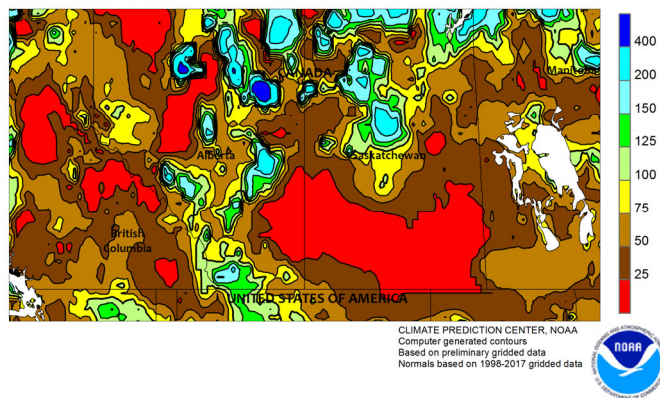 CANADA
Manitoba
Alberta
Saskatchewan
British
Columbia
UNITED STATES OF AMERICA
400
200
125
100
75
50
25
CLIMATE PREDICTION CENTER, NOAA
Computer generated contours
Based on preliminary gridded data
Normals based on 1998-2017 gridded data
NOAA